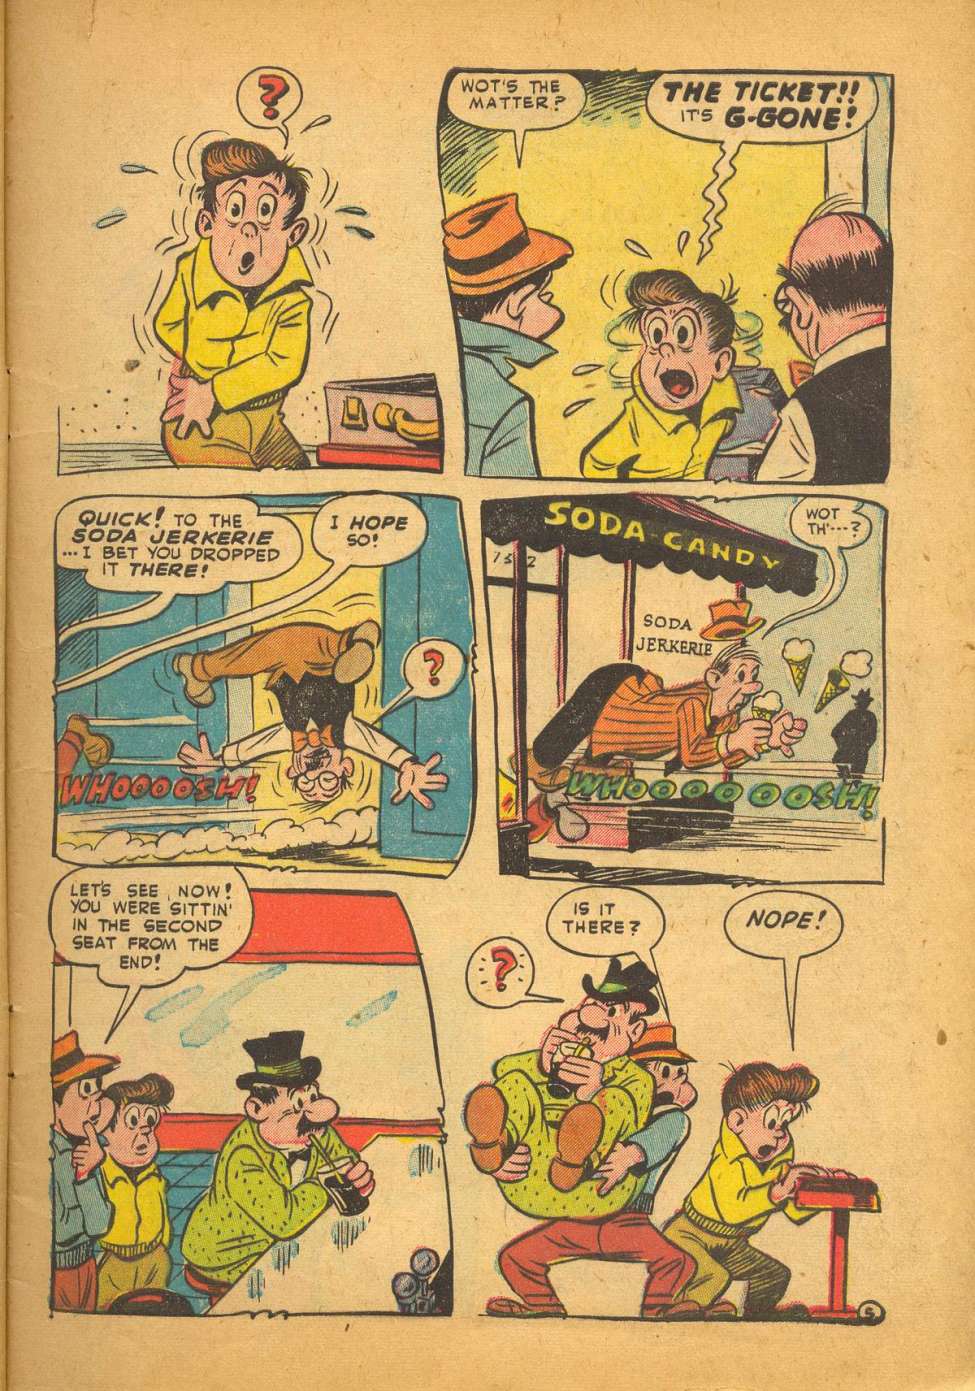 ?
WOT'S THE
MATTER?
THE TICKET!!
IT'S G-GONE!
QUICK! TO THE
SODA JERKERIE
...I BET YOU DROPPED
IT THERE!
I HOPE
SO!
?
WHOOOOSH!
SODA-CANDY
WOT
TH'---?
SODA
JERKERIE
WHOOOOOOOSH!
LET'S SEE NOW!
YOU WERE SITTIN'
IN THE SECOND
SEAT FROM THE
END!
?
IS IT
THERE?
NOPE!
5